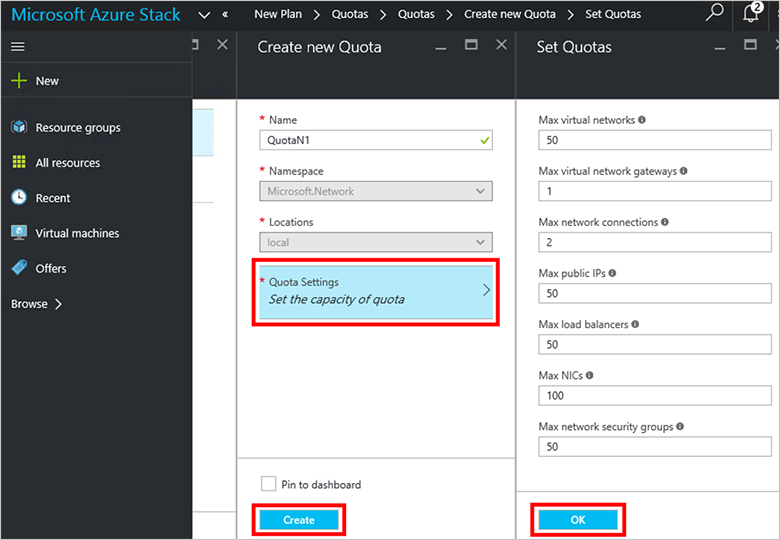 Microsoft Azure Stack
«
New Plan > Quotas > Quotas > Create new Quota > Set Quotas
2
New
Resource groups
All resources
Recent
Virtual machines
Offers
Browse >
Create new Quota
* Name
QuotaN1
* Namespace
Microsoft.Network
* Locations
local
* Quota Settings
Set the capacity of quota
Pin to dashboard
Create
Set Quotas
Max virtual networks
50
Max virtual network gateways
1
Max network connections
2
Max public IPs
50
Max load balancers
50
Max NICs
100
Max network security groups
50
OK